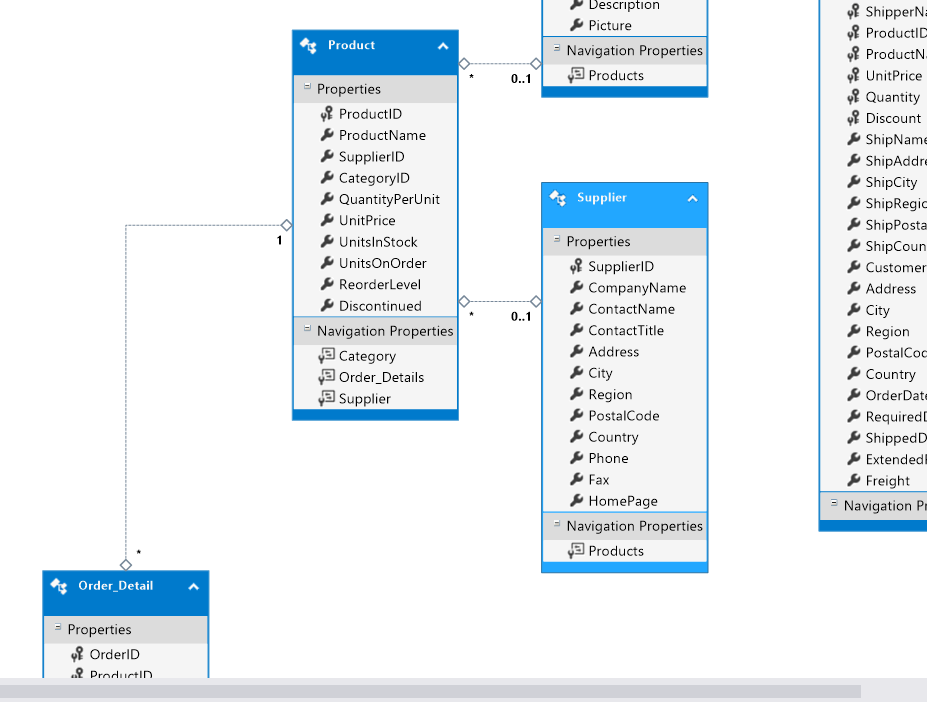 Description
Picture
Navigation Properties
Products
* 0..1
Product
Properties
ProductID
ProductName
SupplierID
CategoryID
QuantityPerUnit
UnitPrice
UnitsInStock
UnitsOnOrder
ReorderLevel
Discontinued
Navigation Properties
Category
Order_Details
Supplier
1
*
* 0..1
Supplier
Properties
SupplierID
CompanyName
ContactName
ContactTitle
Address
City
Region
PostalCode
Country
Phone
Fax
HomePage
Navigation Properties
Products
Order_Detail
Properties
OrderID
ProductID
ShipperNa
ProductID
ProductNa
UnitPrice
Quantity
Discount
ShipName
ShipAddre
ShipCity
ShipRegio
ShipPosta
ShipCoun
Customer
Address
City
Region
PostalCod
Country
OrderDate
RequiredD
ShippedD
ExtendedP
Freight
Navigation Pr